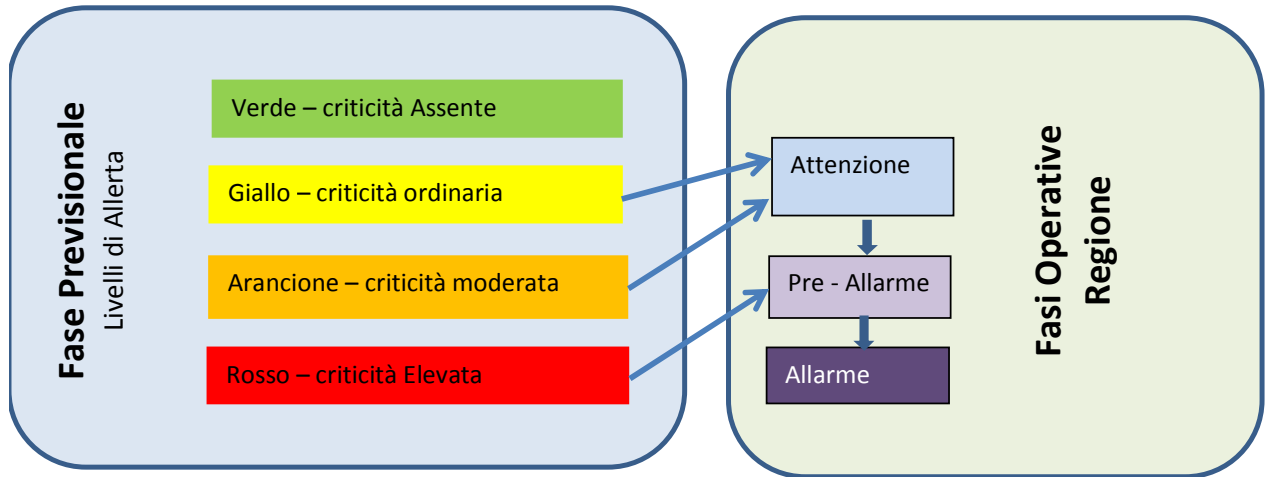 Fase Previsionale
Livelli di Allerta
Verde – criticità Assente
Giallo – criticità ordinaria
Arancione – criticità moderata
Rosso – criticità Elevata
Attenzione
Pre - Allarme
Allarme
Fasi Operative
Regione